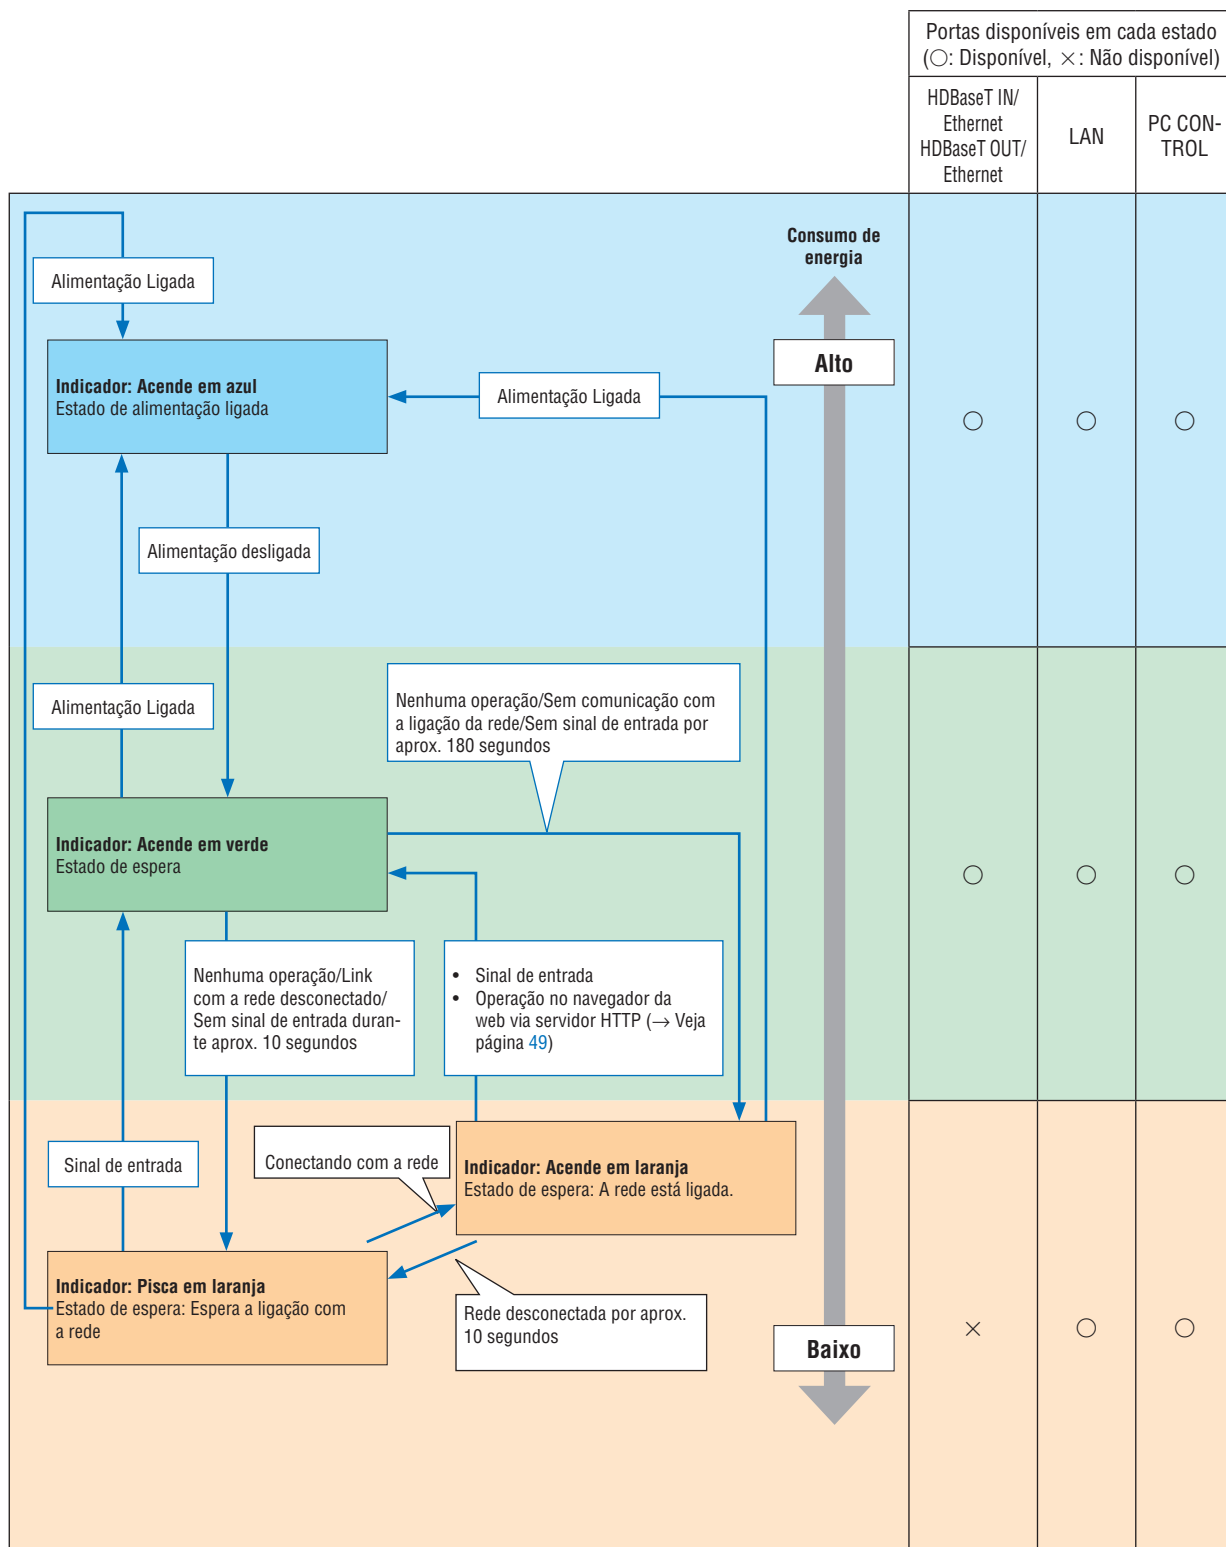 Portas disponíveis em cada estado
(○: Disponível, ×: Não disponível)
HDBaseT IN/
Ethernet
HDBaseT OUT/
Ethernet
LAN
PC CON-
TROL
Consumo de
energia
Alimentação Ligada
Alto
Indicador: Acende em azul
Estado de alimentação ligada
Alimentação Ligada
○
○
○
Alimentação desligada
Alimentação Ligada
Nenhuma operação/Sem comunicação com
a ligação da rede/Sem sinal de entrada por
aprox. 180 segundos
Indicador: Acende em verde
Estado de espera
○
○
○
Nenhuma operação/Link
com a rede desconectado/
Sem sinal de entrada duran-
te aprox. 10 segundos
• Sinal de entrada
• Operação no navegador da
web via servidor HTTP (→ Veja
página 49)
Sinal de entrada
Conectando com a rede
Indicador: Acende em laranja
Estado de espera: A rede está ligada.
Indicador: Pisca em laranja
Estado de espera: Espera a ligação com
a rede
Rede desconectada por aprox.
10 segundos
Baixo
×
○
○